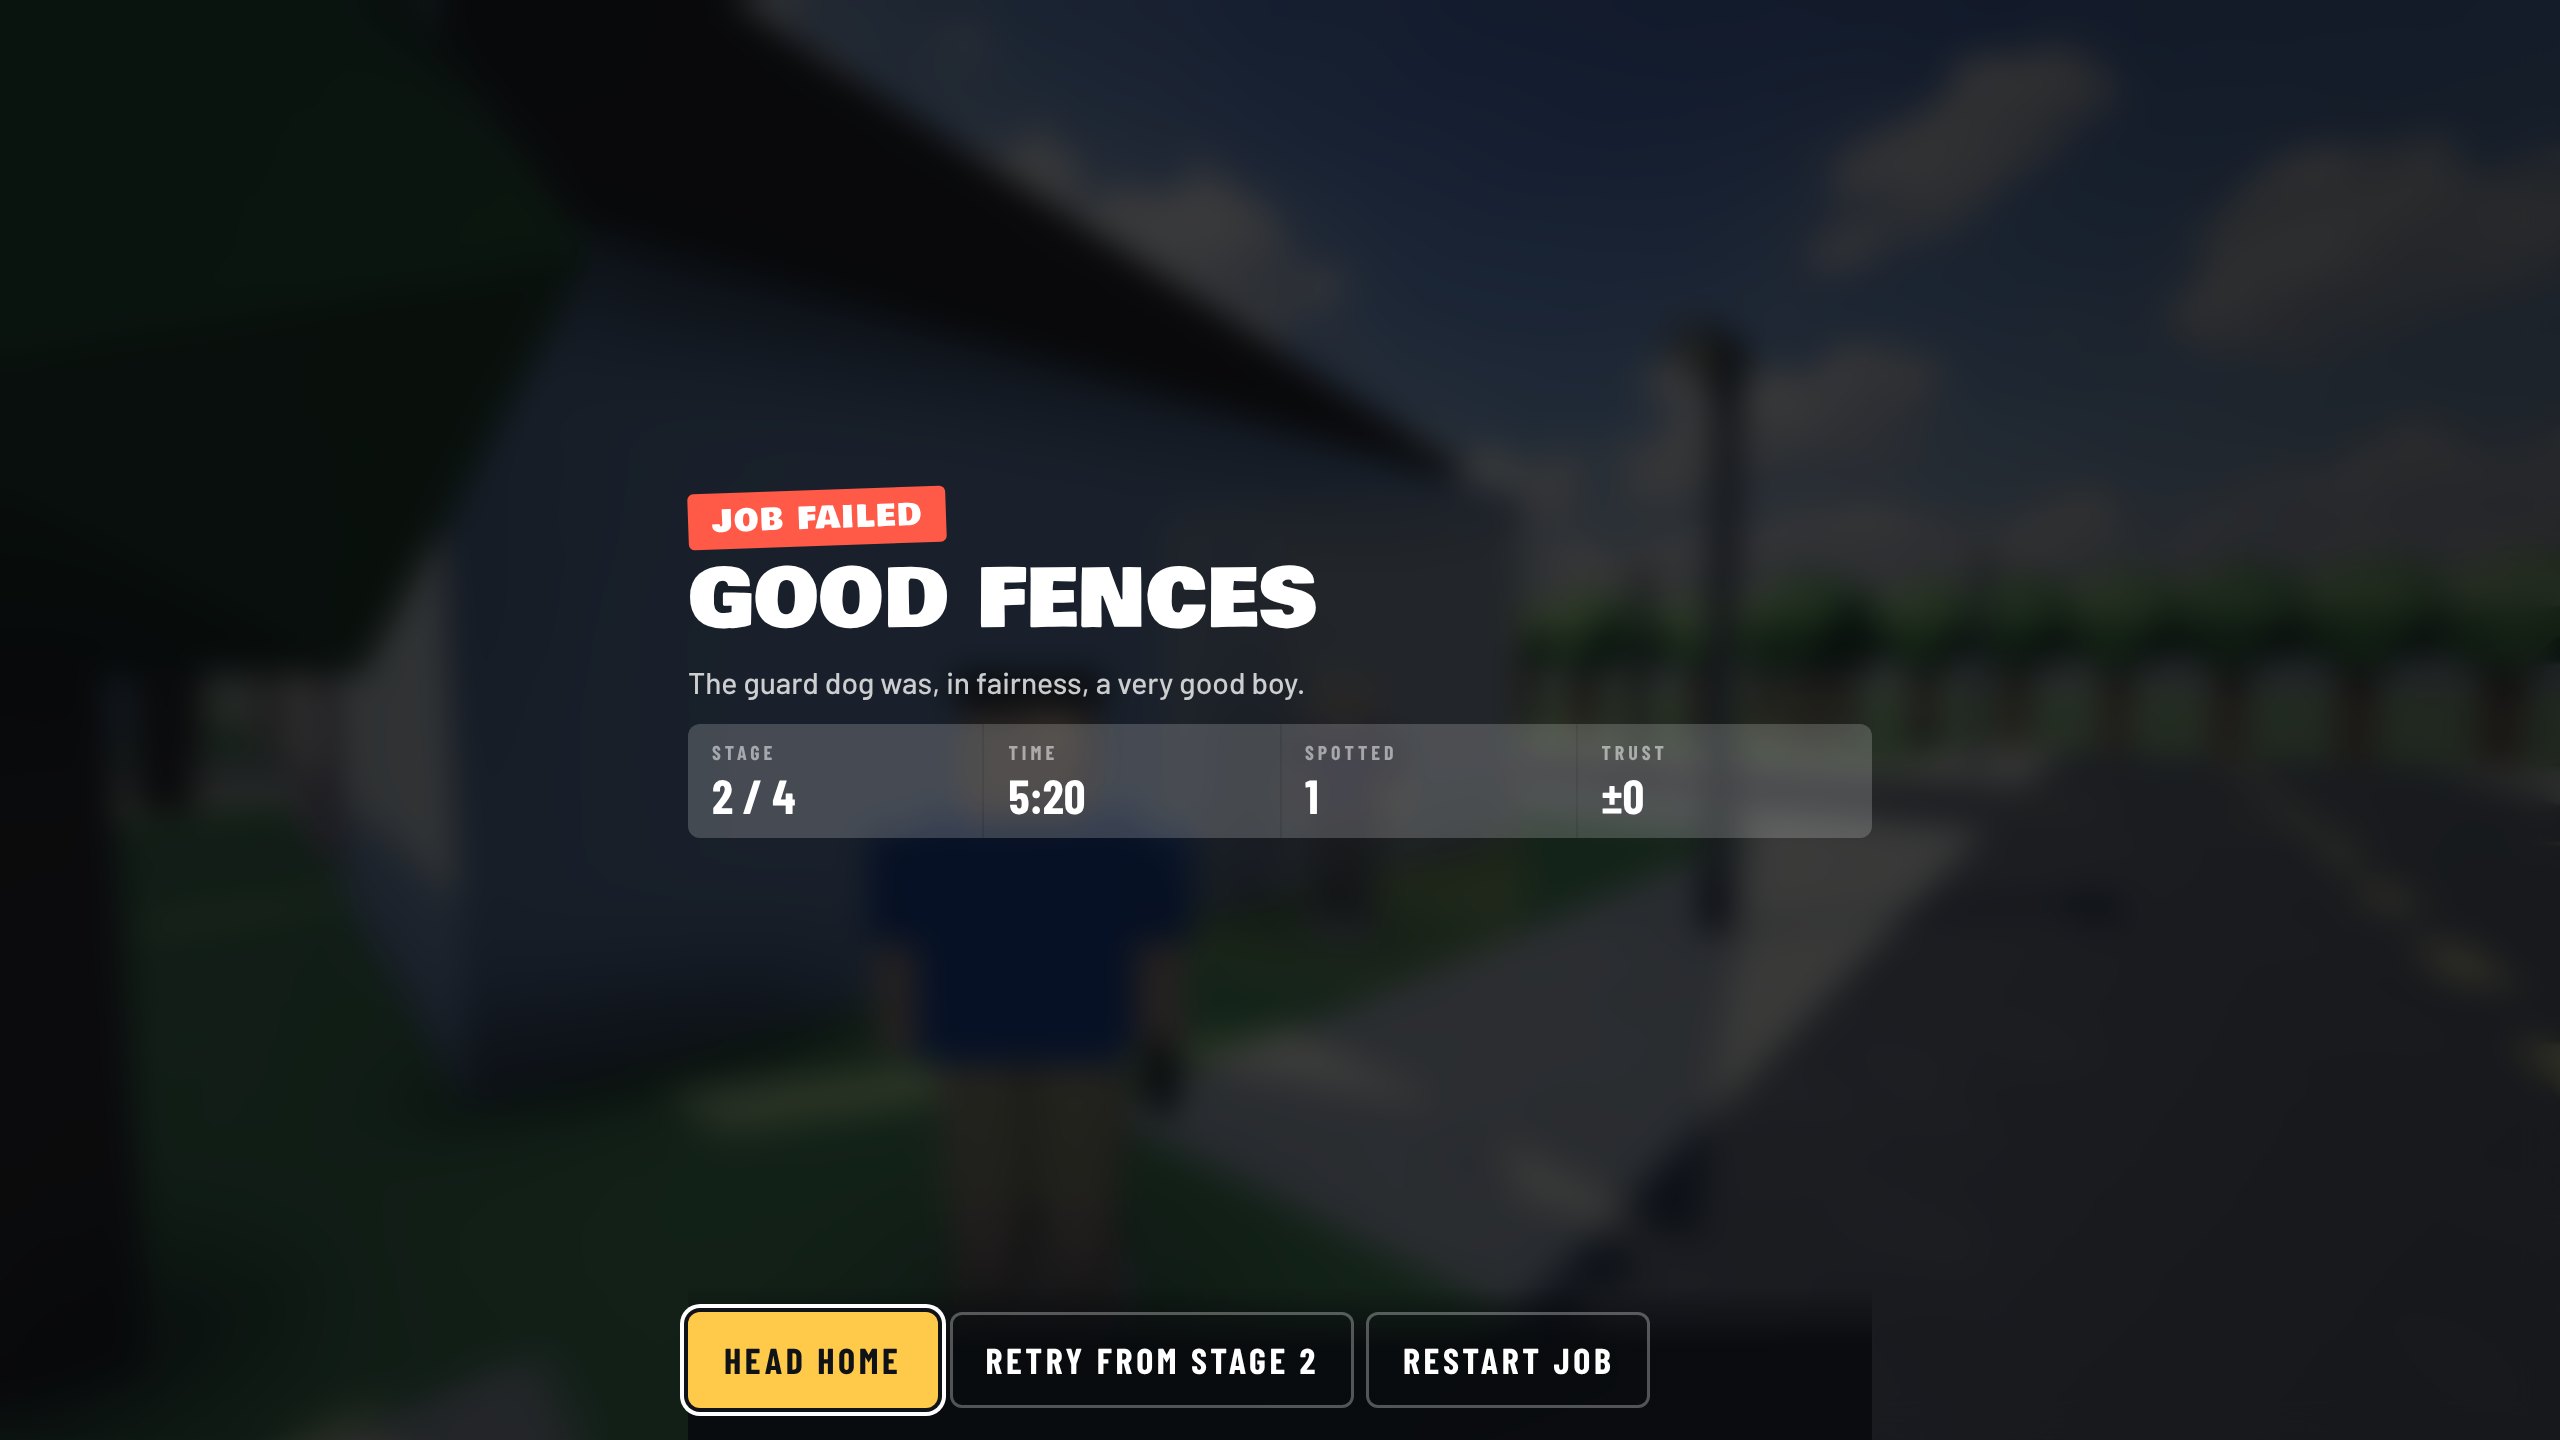 JOB FAILED
GOOD FENCES
The guard dog was, in fairness, a very good boy.
STAGE TIME SPOTTED TRUST
2 / 4 5:20 1 ±0
HEAD HOME RETRY FROM STAGE 2 RESTART JOB